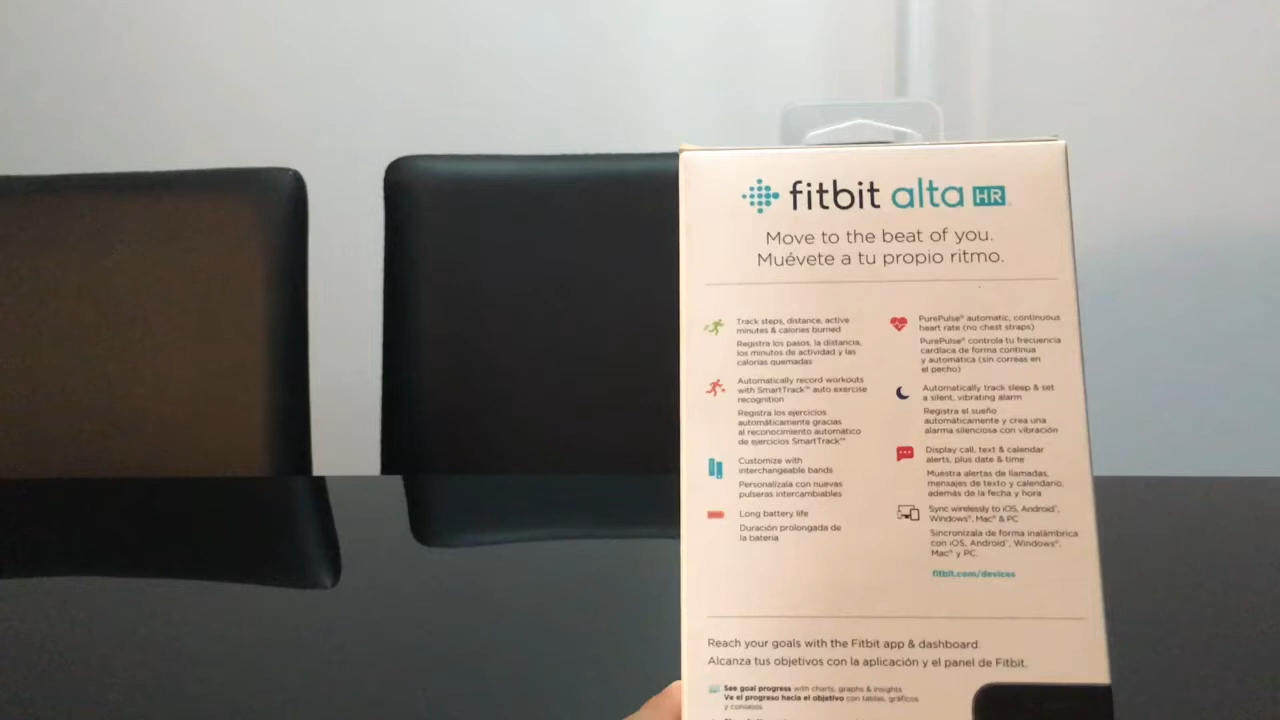 fitbit alta HR
Move to the beat of you.
Muévete a tu propio ritmo.
Track steps, distance, active
minutes & calories burned
Registra los pasos, la distancia,
los minutos de actividad y las
calorías quemadas
Automatically record workouts
with SmartTrack™ auto exercise
recognition
Registra los ejercicios
automáticamente gracias
al reconocimiento automático
de ejercicios SmartTrack™
Customize with
interchangeable bands
Personalízala con nuevas
pulseras intercambiables
Long battery life
Duración prolongada de
la batería
PurePulse® automatic, continuous
heart rate (no chest straps)
PurePulse® controla tu frecuencia
cardíaca de forma continua
y automática (sin correas en
el pecho)
Automatically track sleep & set
a silent, vibrating alarm
Registra el sueño
automáticamente y crea una
alarma silenciosa con vibración
Display call, text & calendar
alerts, plus date & time
Muestra alertas de llamadas,
mensajes de texto y calendario,
además de la fecha y hora
Sync wirelessly to iOS, Android™,
Windows®, Mac® & PC
Sincronízala de forma inalámbrica
con iOS, Android™, Windows®,
Mac® y PC.
fitbit.com/devices
Reach your goals with the Fitbit app & dashboard.
Alcanza tus objetivos con la aplicación y el panel de Fitbit.
See goal progress with charts, graphs & insights
Ve el progreso hacia el objetivo con tablas, gráficos
y consejos